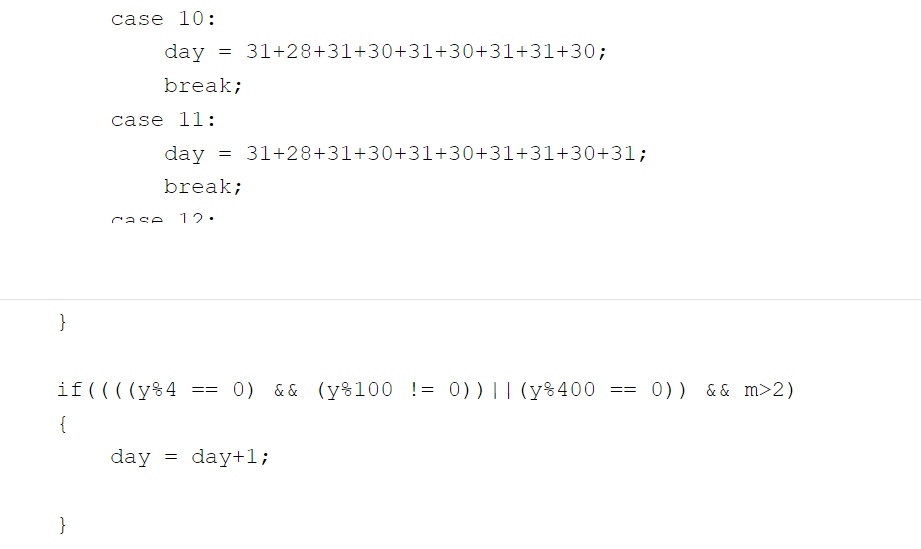 case 10:
day = 31+28+31+30+31+30+31+31+30;
break;
case 11:
day = 31+28+31+30+31+30+31+31+30+31;
break;
case 12:
}
if((((y%4 == 0) && (y%100 != 0))||(y%400 == 0)) && m>2)
{
day = day+1;
}